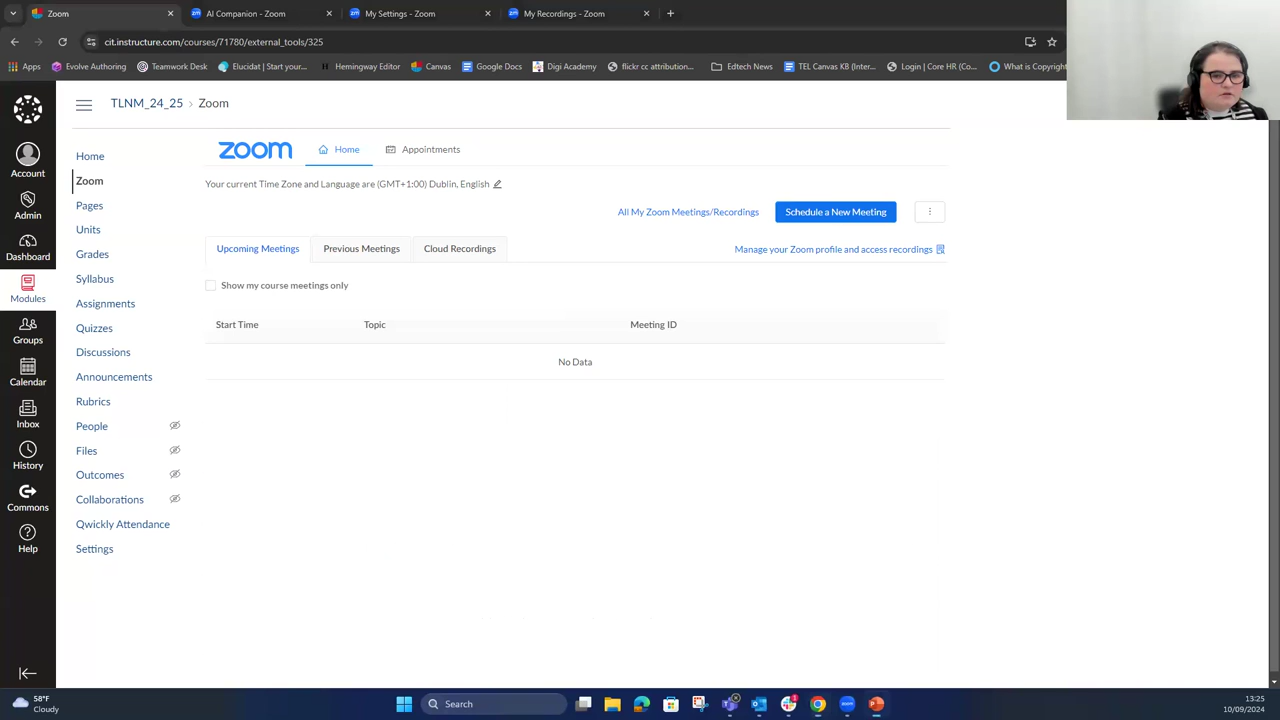 Zoom
AI Companion - Zoom
My Settings - Zoom
My Recordings - Zoom
cit.instructure.com/courses/71780/external_tools/325
Apps
Evolve Authoring
Teamwork Desk
Elucidat | Start
Hemingway Editor
Canvas
Google Docs
Digi Academy
flickr cc attribution...
Edtech News
TEL Canvas KB (Inter...
Login | Core HR (Co...
What is Copyright
TLNM_24_25 › Zoom
Account
Admin
Dashboard
Modules
Groups
Calendar
Inbox
History
Commons
Help
Home
Zoom
Pages
Units
Grades
Syllabus
Assignments
Quizzes
Discussions
Announcements
Rubrics
People
Files
Outcomes
Collaborations
Qwickly Attendance
Settings
zoom
Home
Appointments
Your current Time Zone and Language are (GMT+1:00) Dublin, English
All My Zoom Meetings/Recordings
Schedule a New Meeting
Upcoming Meetings
Previous Meetings
Cloud Recordings
Manage your Zoom profile and access recordings
Show my course meetings only
Start Time
Topic
Meeting ID
No Data
58°F
Cloudy
Search
13:25
10/09/2024